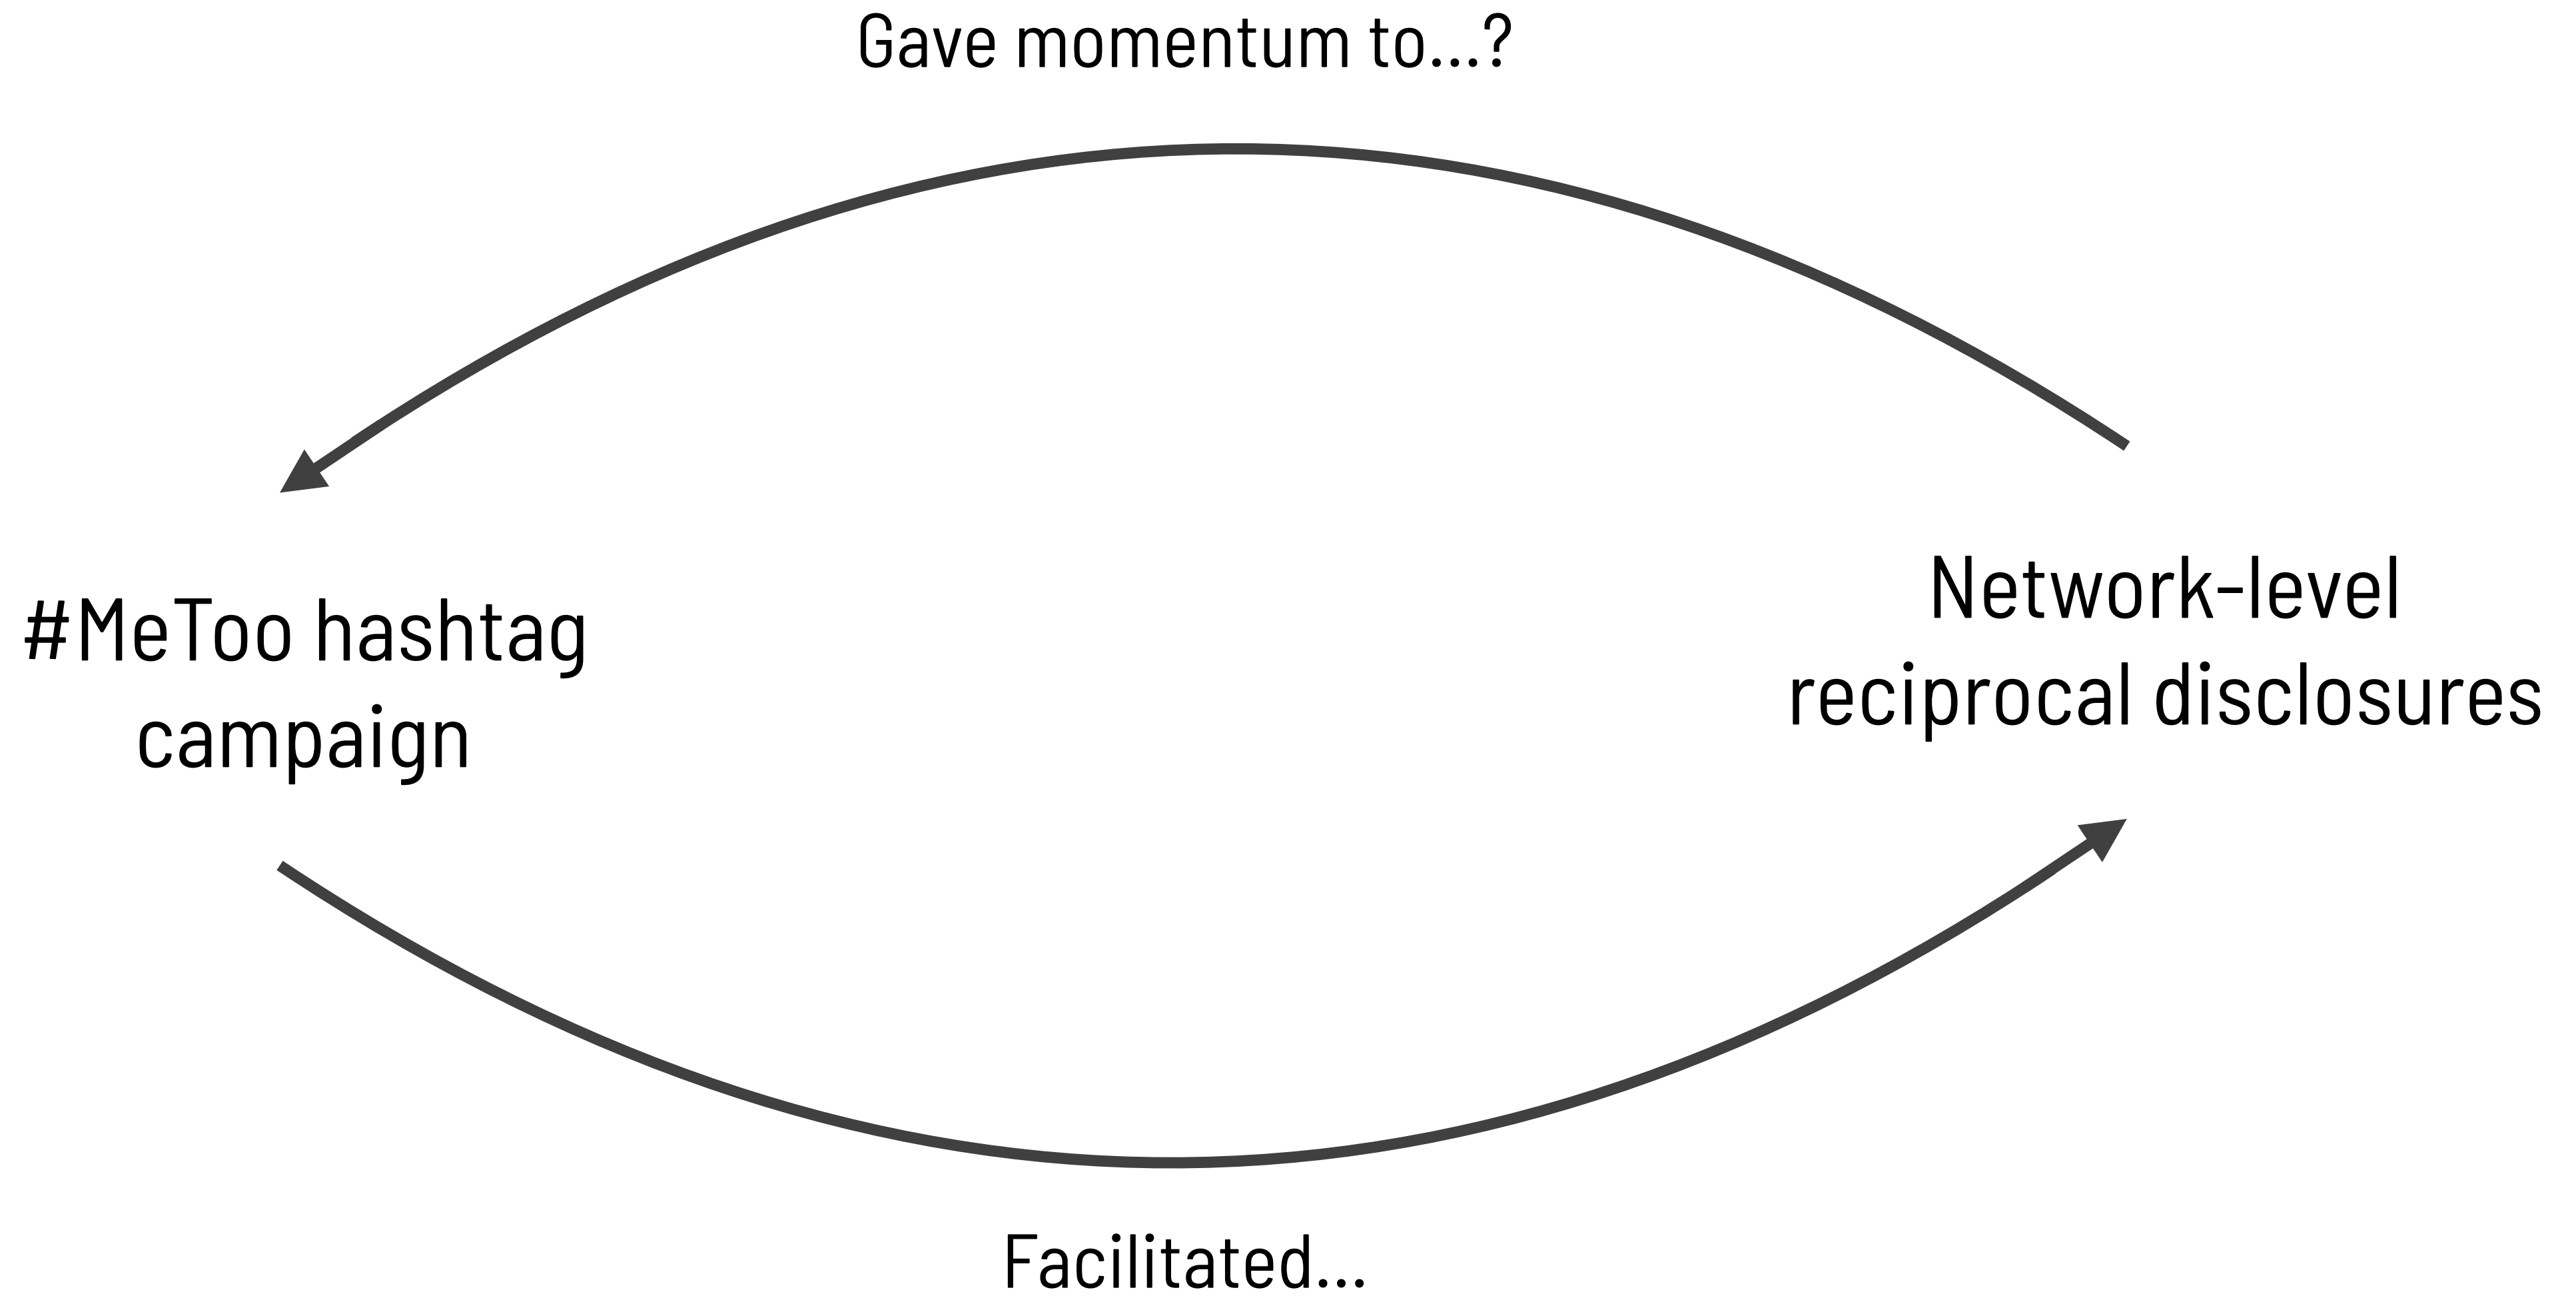 Gave momentum to...?
#MeToo hashtag
campaign
Network-level
reciprocal disclosures
Facilitated...